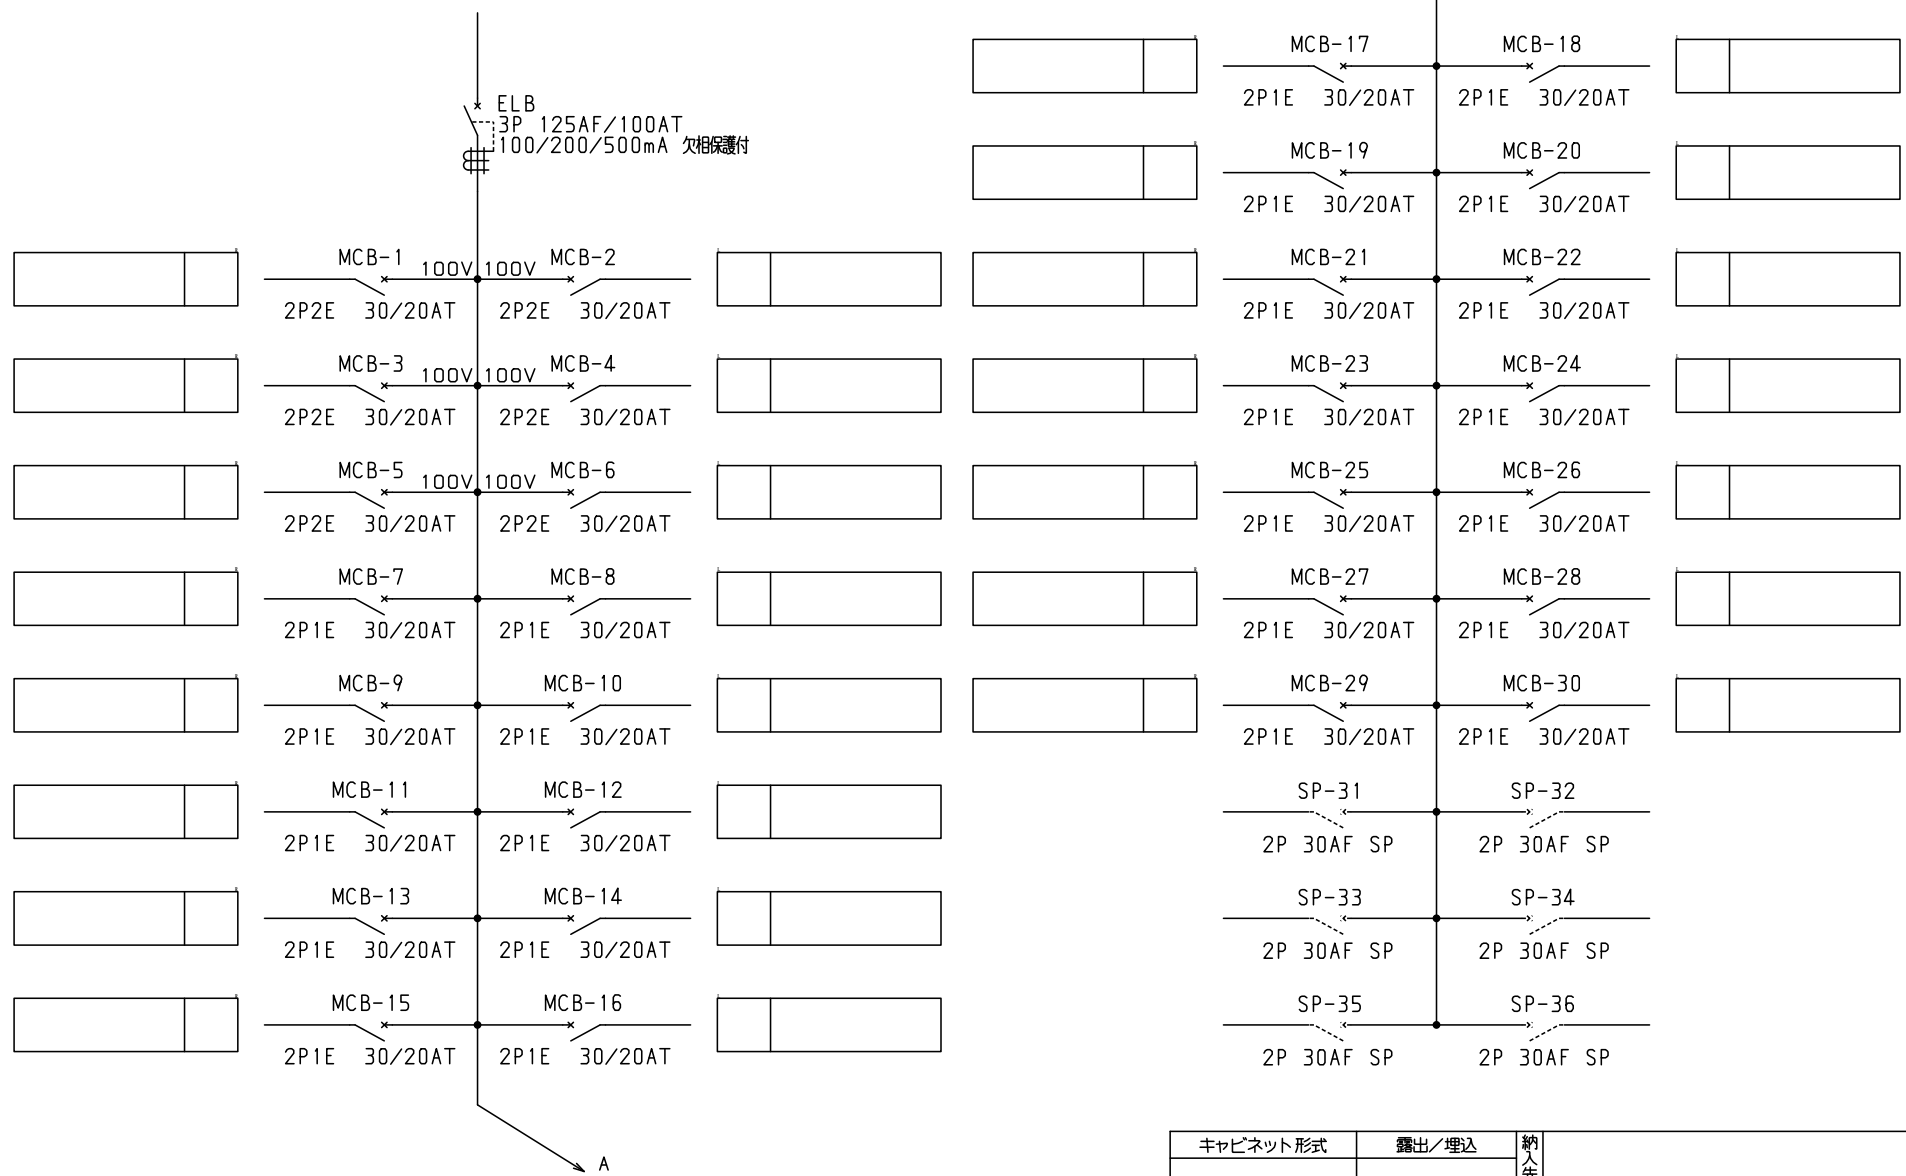 ELB
3P 125AF/100AT
100/200/500mA 欠相保護付
MCB-1 100V 100V MCB-2
2P2E 30/20AT 2P2E 30/20AT
MCB-3 100V 100V MCB-4
2P2E 30/20AT 2P2E 30/20AT
MCB-5 100V 100V MCB-6
2P2E 30/20AT 2P2E 30/20AT
MCB-7 MCB-8
2P1E 30/20AT 2P1E 30/20AT
MCB-9 MCB-10
2P1E 30/20AT 2P1E 30/20AT
MCB-11 MCB-12
2P1E 30/20AT 2P1E 30/20AT
MCB-13 MCB-14
2P1E 30/20AT 2P1E 30/20AT
MCB-15 MCB-16
2P1E 30/20AT 2P1E 30/20AT
A
MCB-17 MCB-18
2P1E 30/20AT 2P1E 30/20AT
MCB-19 MCB-20
2P1E 30/20AT 2P1E 30/20AT
MCB-21 MCB-22
2P1E 30/20AT 2P1E 30/20AT
MCB-23 MCB-24
2P1E 30/20AT 2P1E 30/20AT
MCB-25 MCB-26
2P1E 30/20AT 2P1E 30/20AT
MCB-27 MCB-28
2P1E 30/20AT 2P1E 30/20AT
MCB-29 MCB-30
2P1E 30/20AT 2P1E 30/20AT
SP-31 SP-32
2P 30AF SP 2P 30AF SP
SP-33 SP-34
2P 30AF SP 2P 30AF SP
SP-35 SP-36
2P 30AF SP 2P 30AF SP
キャビネット形式 露出/埋込 納入先